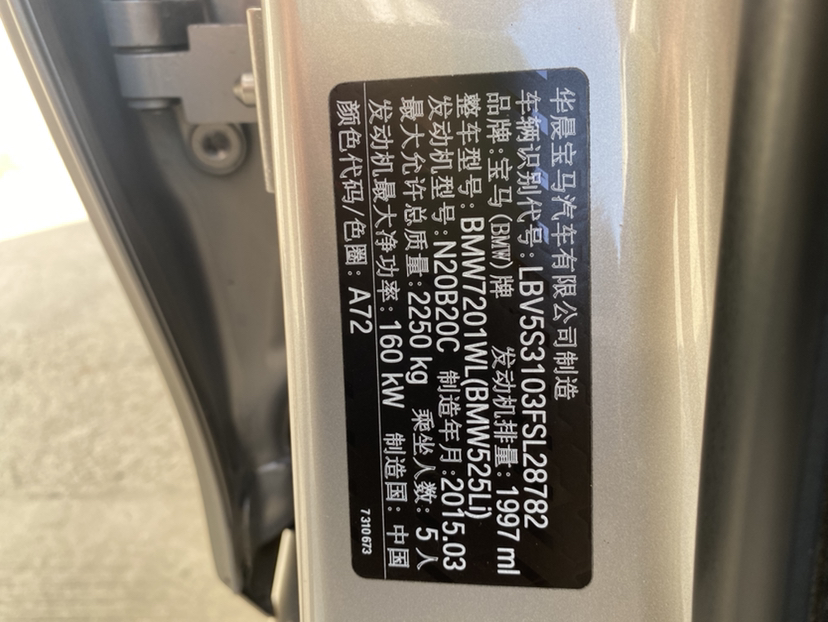 华晨宝马汽车有限公司制造
车辆识别代号:LBV5S3103FSL28782
品牌:宝马(BMW)牌 发动机排量:1997 ml
整车型号:BMW7201WL(BMW525Li)
发动机型号:N20B20C 制造年月:2015.03
最大允许总质量:2250 kg 乘坐人数:5人
发动机最大净功率:160 kW 制造国:中国
颜色代码/色圈:A72
7 310 673